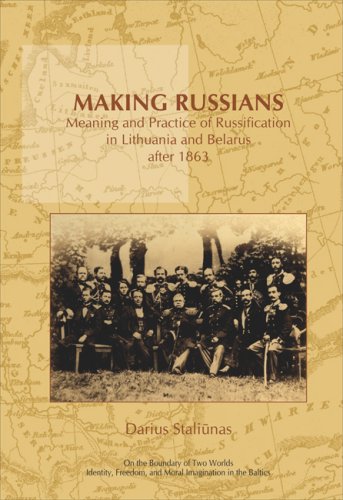 MAKING RUSSIANS
Meaning and Practice of Russification
in Lithuania and Belarus
after 1863
Darius Staliūnas
On the Boundary of Two Worlds
Identity, Freedom, and Moral Imagination in the Baltics